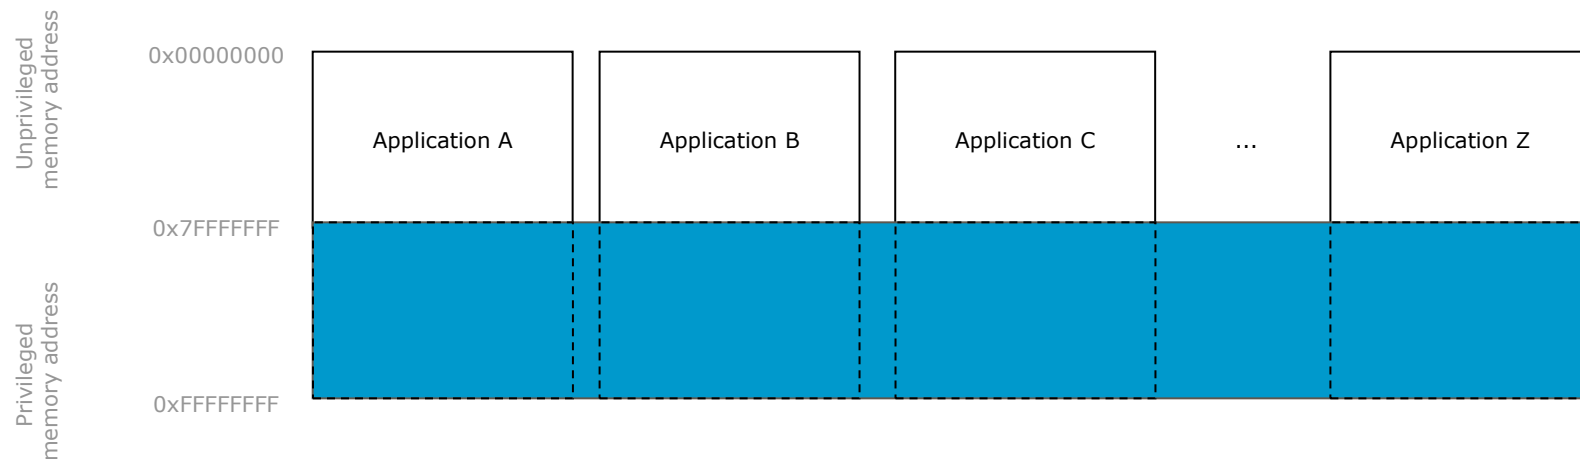 Unprivileged
memory address
0x00000000
Application A
Application B
Application C
...
Application Z
0x7FFFFFFF
Privileged
memory address
0xFFFFFFFF